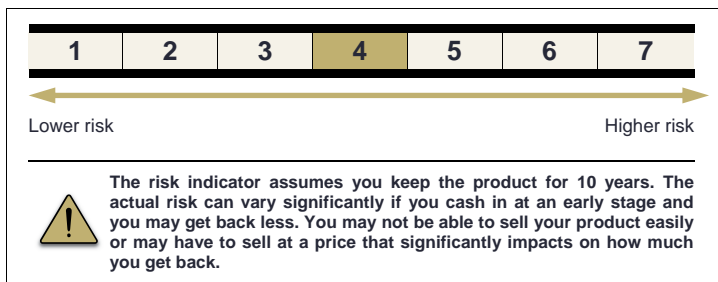 1 2 3 4 5 6 7
Lower risk Higher risk
The risk indicator assumes you keep the product for 10 years. The
actual risk can vary significantly if you cash in at an early stage and
you may get back less. You may not be able to sell your product easily
or may have to sell at a price that significantly impacts on how much
you get back.